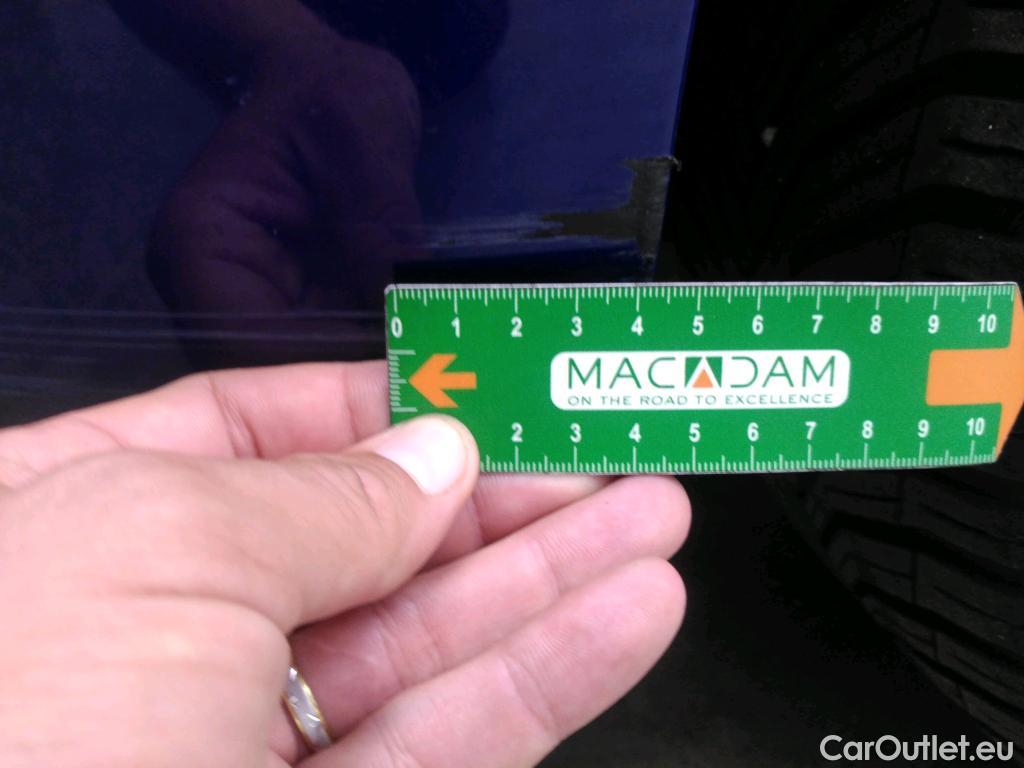 0 1 2 3 4 5 6 7 8 9 10
MACADAM
ON THE ROAD TO EXCELLENCE
2 3 4 5 6 7 8 9 10
CarOutlet.eu